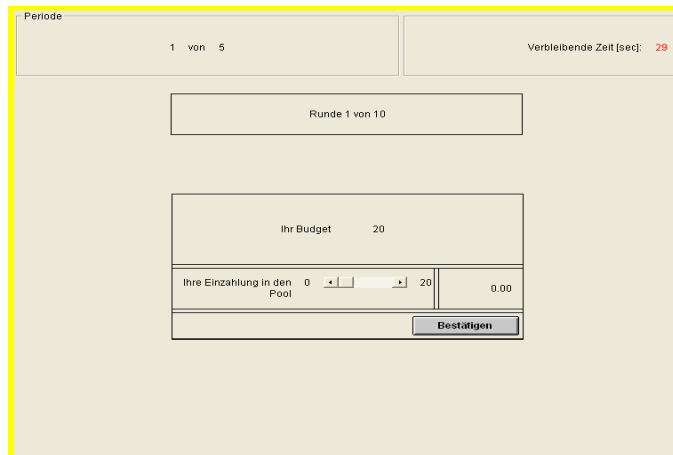 Periode
1 von 5
Verbleibende Zeit [sec]: 29
Runde 1 von 10
Ihr Budget 20
Ihre Einzahlung in den Pool 0 20 0.00
Bestätigen